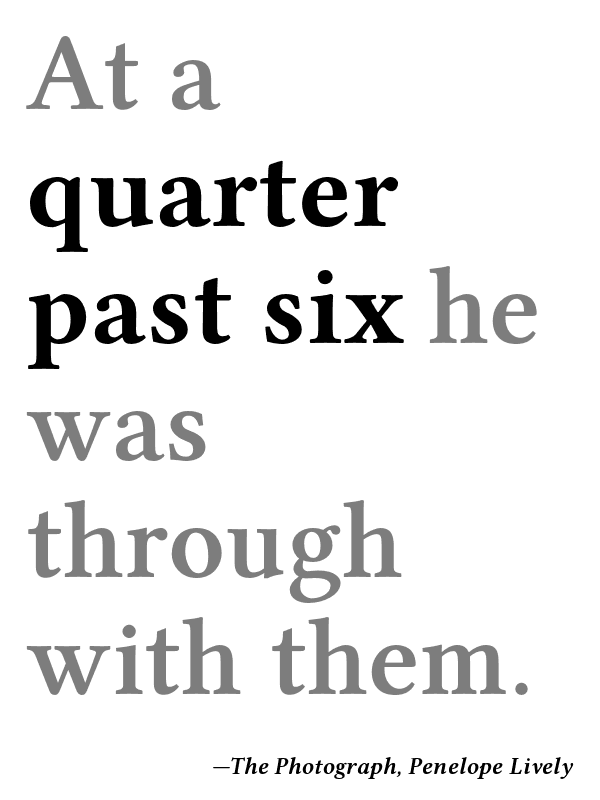 At a
quarter
past six he
was
through
with them.
—The Photograph, Penelope Lively